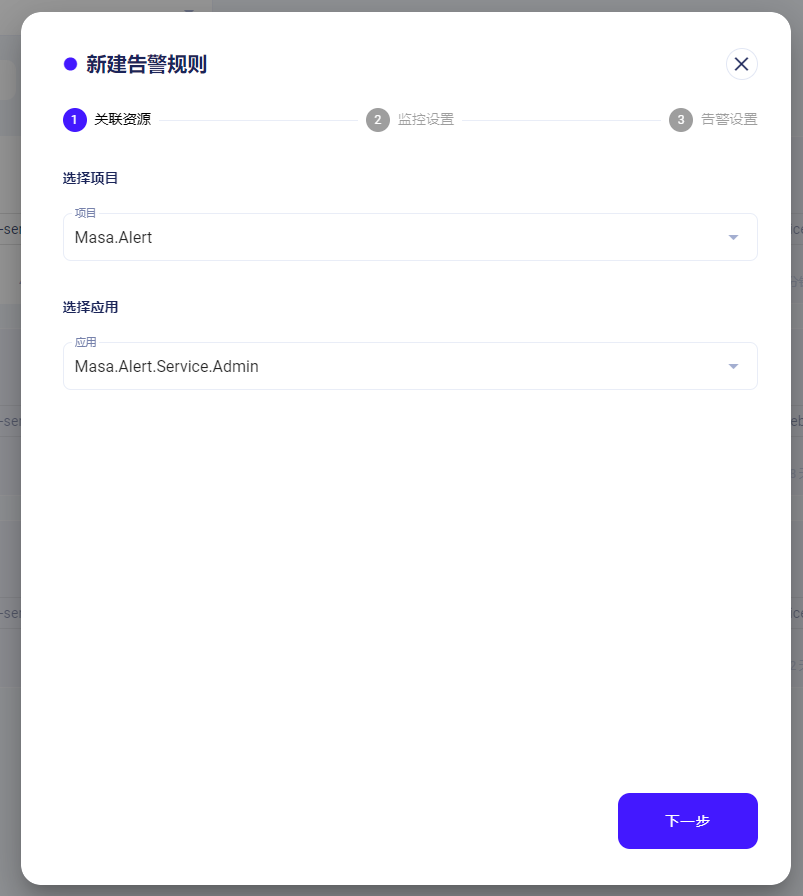 新建告警规则
1 关联资源
2 监控设置
3 告警设置
选择项目
项目
Masa.Alert
选择应用
应用
Masa.Alert.Service.Admin
下一步